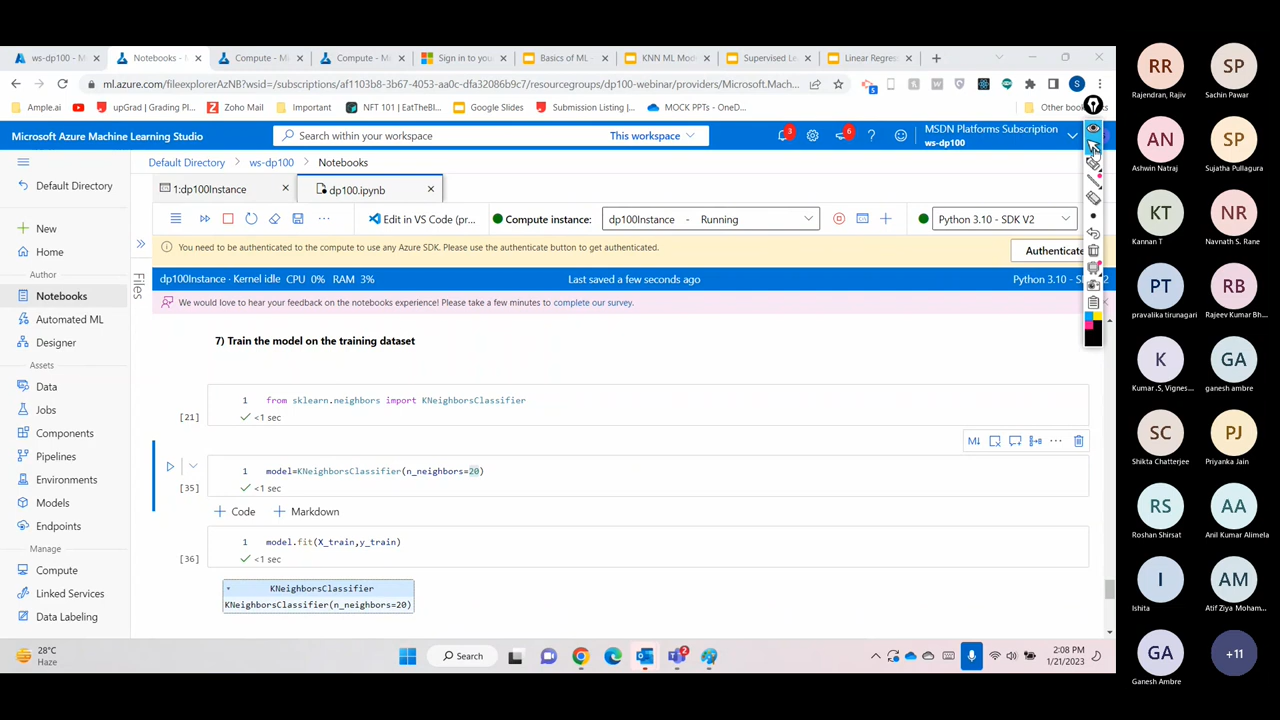 ws-dp100 - M
Notebooks -
Compute - Mi
Compute - Mi
Sign in to you
Basics of ML -
KNN ML Mod
Supervised Le
Linear Regres
ml.azure.com/fileexplorerAzNB?wsid=/subscriptions/af1103b8-3b67-4053-aa0c-dfa32086b9c7/resourcegroups/dp100-webinar/providers/Microsoft.Mac...
Ample.ai
upGrad | Grading Pl...
Zoho Mail
Important
NFT 101 | EatTheBl...
Google Slides
Submission Listing |...
MOCK PPTs - OneD...
Other book
Microsoft Azure Machine Learning Studio
Search within your workspace
This workspace
3
6
MSDN Platforms Subscription
ws-dp100
Default Directory
ws-dp100
Notebooks
Default Directory
New
Home
Author
Notebooks
Automated ML
Designer
Assets
Data
Jobs
Components
Pipelines
Environments
Models
Endpoints
Manage
Compute
Linked Services
Data Labeling
Files
1:dp100Instance
dp100.ipynb
Edit in VS Code (pr...
Compute instance:
dp100Instance - Running
Python 3.10 - SDK V2
You need to be authenticated to the compute to use any Azure SDK. Please use the authenticate button to get authenticated.
Authenticate
dp100Instance · Kernel idle CPU 0% RAM 3%
Last saved a few seconds ago
Python 3.10 - S
We would love to hear your feedback on the notebooks experience! Please take a few minutes to complete our survey.
7) Train the model on the training dataset
1 from sklearn.neighbors import KNeighborsClassifier
[21] <1 sec
M↓
1 model=KNeighborsClassifier(n_neighbors=20)
[35] <1 sec
Code
Markdown
1 model.fit(X_train,y_train)
[36] <1 sec
KNeighborsClassifier
KNeighborsClassifier(n_neighbors=20)
28°C
Haze
Search
2
2:08 PM
1/21/2023
RR
Rajendran, Rajiv
SP
Sachin Pawar
AN
Ashwin Natraj
SP
Sujatha Pullagura
KT
Kannan T
NR
Navnath S. Rane
PT
pravalika tirunagari
RB
Rajeev Kumar Bh...
K
Kumar .S, Vignes...
GA
ganesh ambre
SC
Shikta Chatterjee
PJ
Priyanka Jain
RS
Roshan Shirsat
AA
Anil Kumar Alimela
I
Ishita
AM
Atif Ziya Moham...
GA
Ganesh Ambre
+11